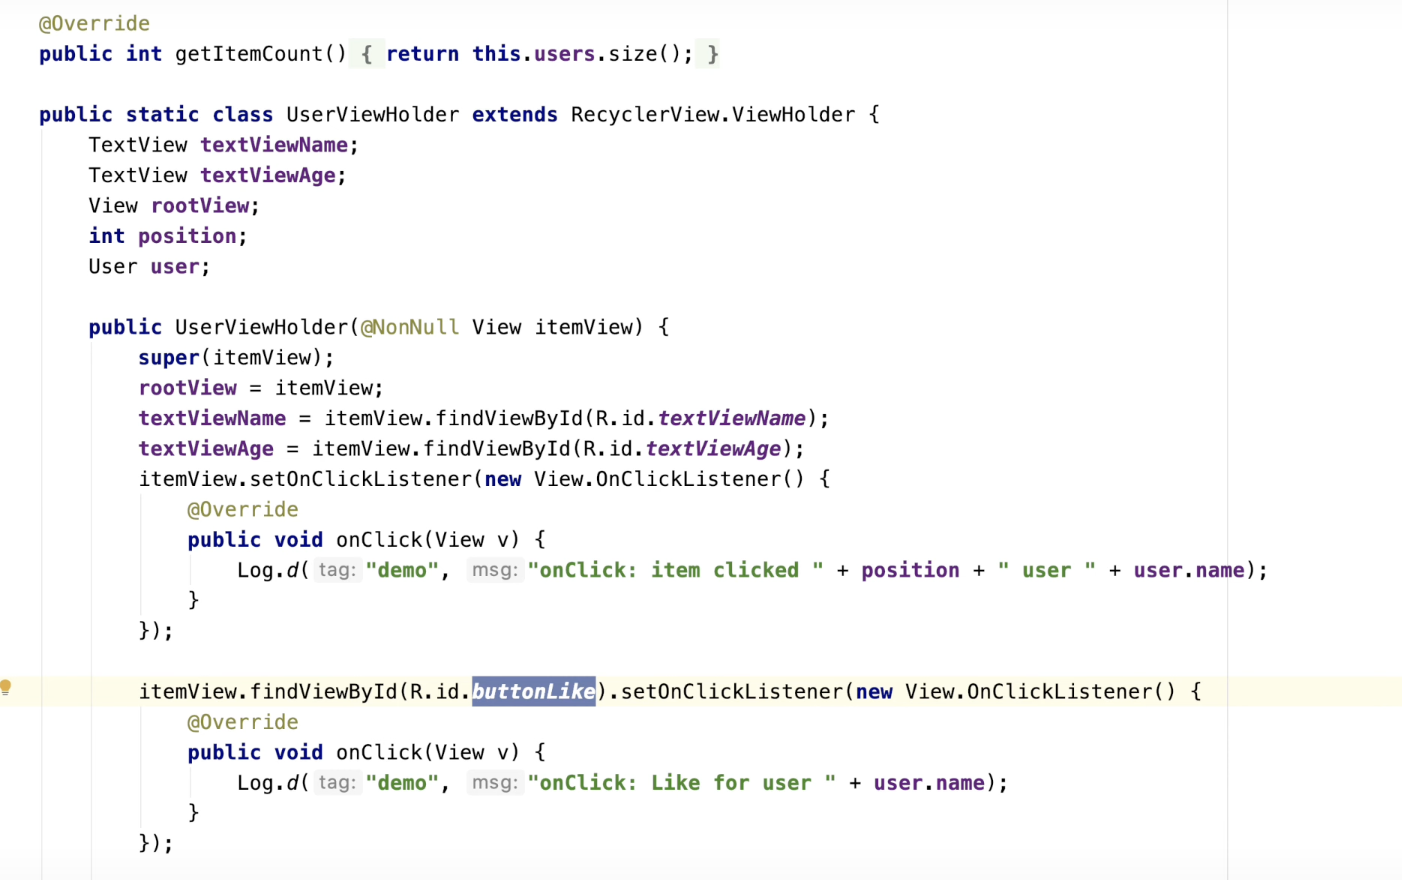 @Override
public int getItemCount() { return this.users.size(); }
public static class UserViewHolder extends RecyclerView.ViewHolder {
TextView textViewName;
TextView textViewAge;
View rootView;
int position;
User user;
public UserViewHolder(@NonNull View itemView) {
super(itemView);
rootView = itemView;
textViewName = itemView.findViewById(R.id.textViewName);
textViewAge = itemView.findViewById(R.id.textViewAge);
itemView.setOnClickListener(new View.OnClickListener() {
@Override
public void onClick(View v) {
Log.d( tag: "demo", msg: "onClick: item clicked " + position + " user " + user.name);
}
});
itemView.findViewById(R.id.buttonLike).setOnClickListener(new View.OnClickListener() {
@Override
public void onClick(View v) {
Log.d( tag: "demo", msg: "onClick: Like for user " + user.name);
}
});